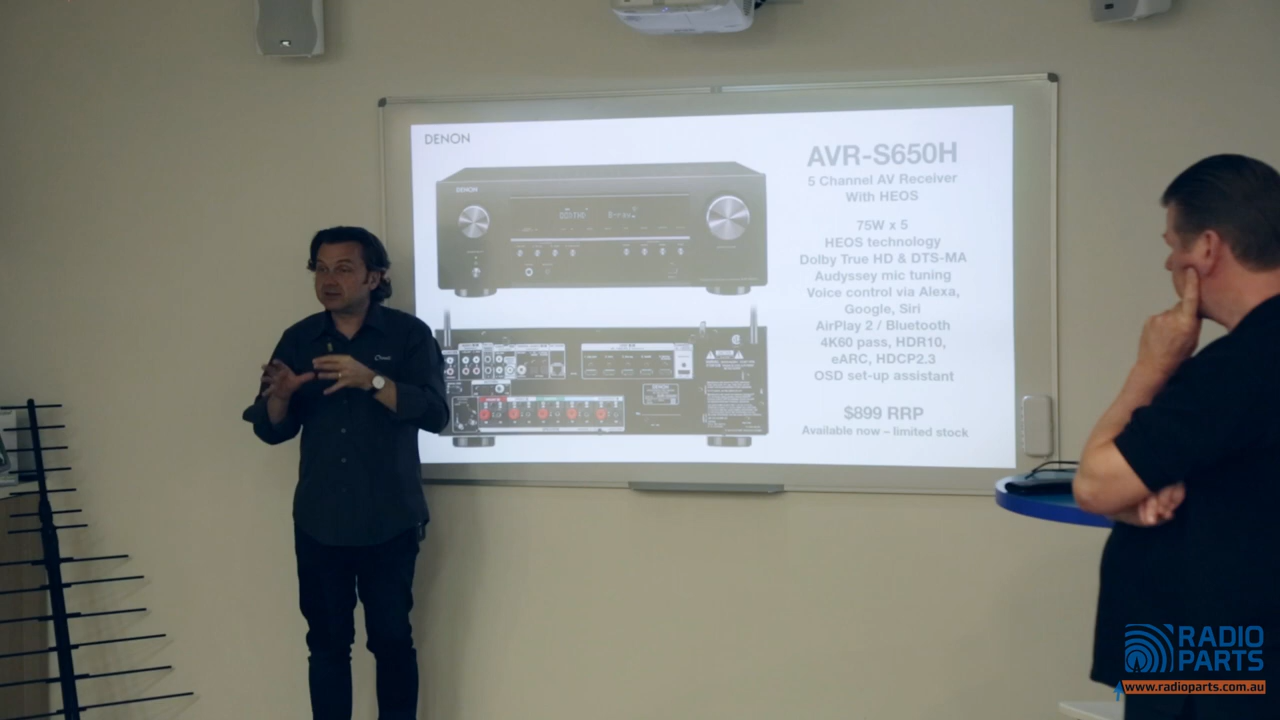 DENON
AVR-S650H
5 Channel AV Receiver
With HEOS
75W x 5
HEOS technology
Dolby True HD & DTS-MA
Audyssey mic tuning
Voice control via Alexa,
Google, Siri
AirPlay 2 / Bluetooth
4K60 pass, HDR10,
eARC, HDCP2.3
OSD set-up assistant
$899 RRP
Available now – limited stock
DENON
RADIO
PARTS
www.radioparts.com.au